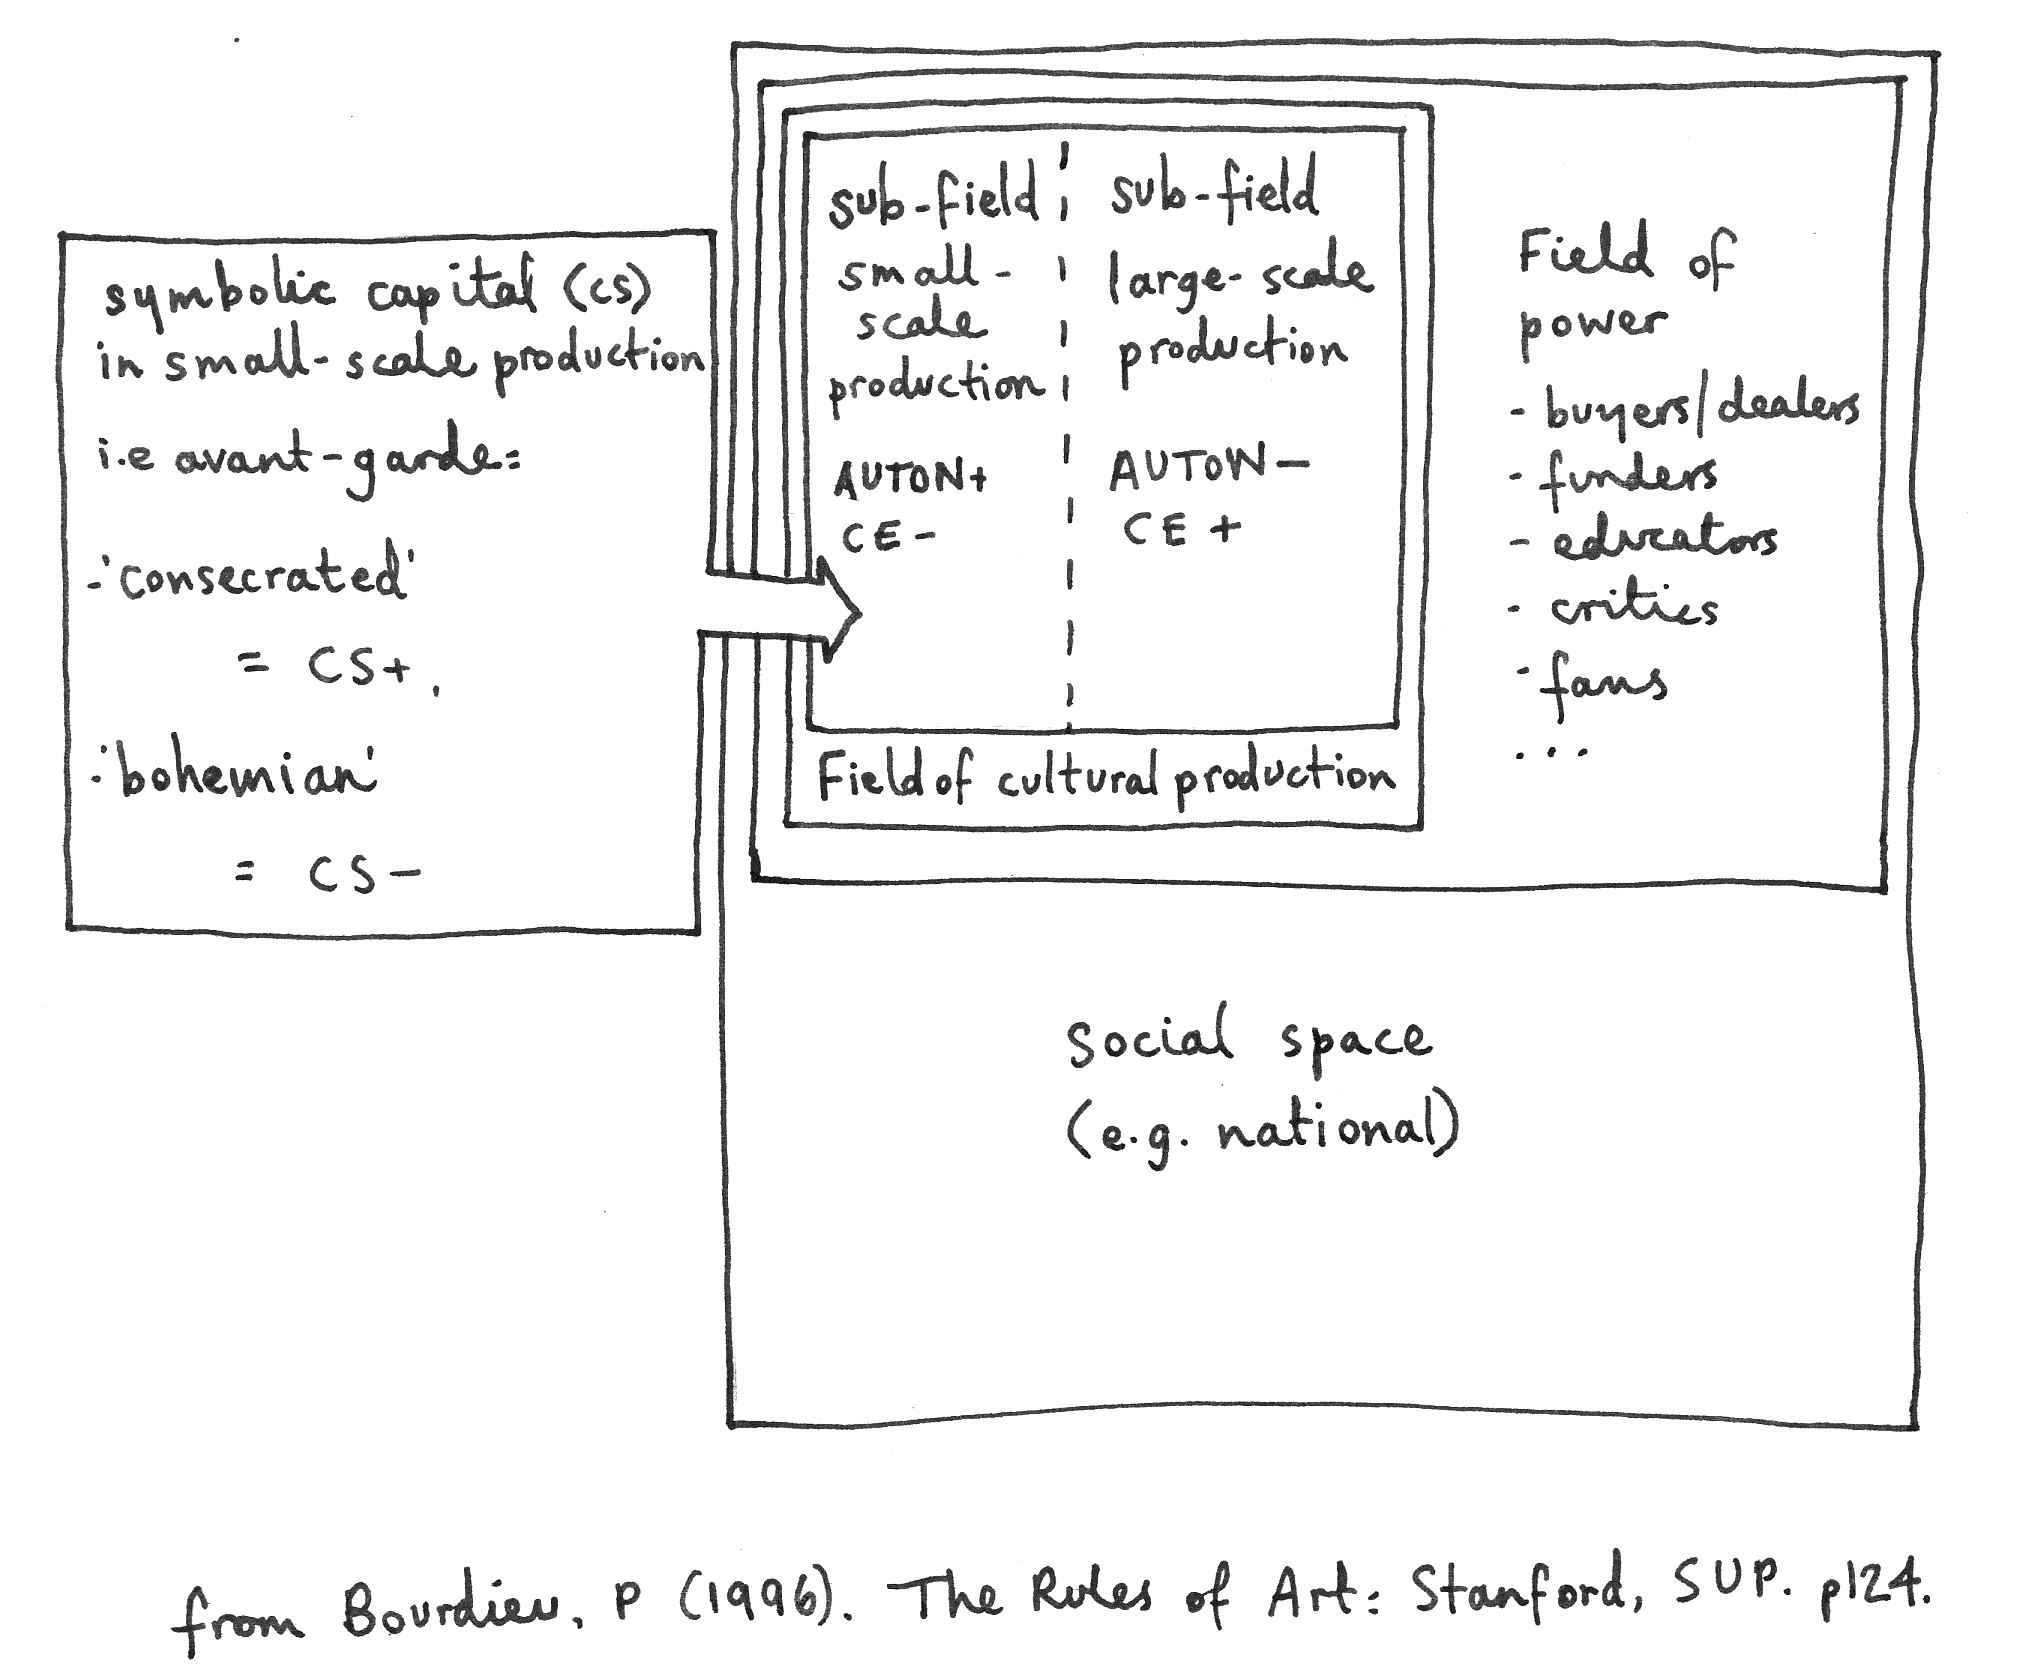 symbolic capital (cs)
in small-scale production
i.e avant-garde:
-'consecrated'
= CS+
-'bohemian'
= CS-
sub-field
small-
scale
production
AUTON+
CE-
sub-field
large-scale
production
AUTON-
CE+
Field of cultural production
Field of
power
- buyers/dealers
- funders
- educators
- critics
- fans
...
Social space
(e.g. national)
from Bourdieu, P (1996). The Rules of Art: Stanford, SUP. p124.